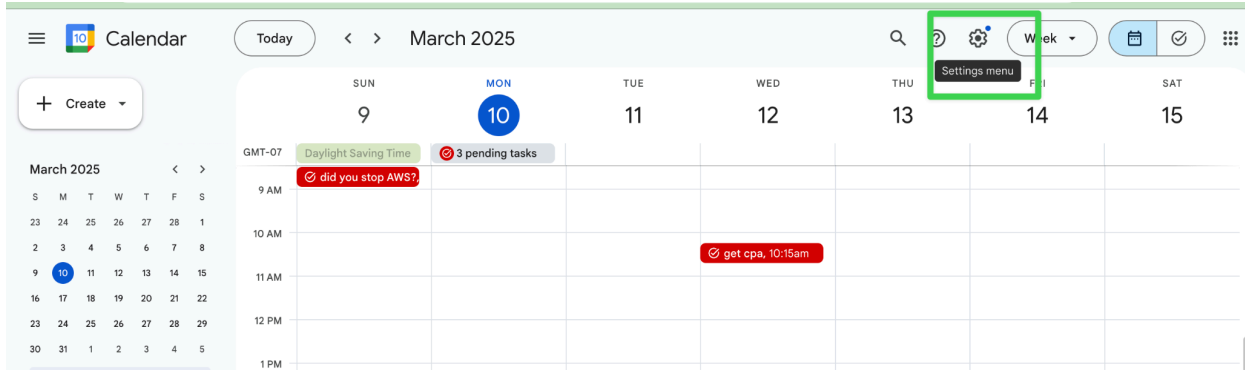 10 Calendar Today March 2025 Week
Settings menu
Create
SUN MON TUE WED THU FRI SAT
9 10 11 12 13 14 15
GMT-07 Daylight Saving Time 3 pending tasks
did you stop AWS?,
March 2025
S M T W T F S
23 24 25 26 27 28 1
2 3 4 5 6 7 8
9 10 11 12 13 14 15
16 17 18 19 20 21 22
23 24 25 26 27 28 29
30 31 1 2 3 4 5
9 AM
10 AM
get cpa, 10:15am
11 AM
12 PM
1 PM